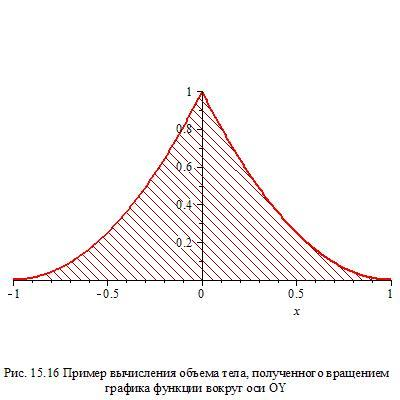 1
0.8
0.6
0.4
0.2
-1 -0.5 0 0.5 1
x
Рис. 15.16 Пример вычисления объема тела, полученного вращением
графика функции вокруг оси OY